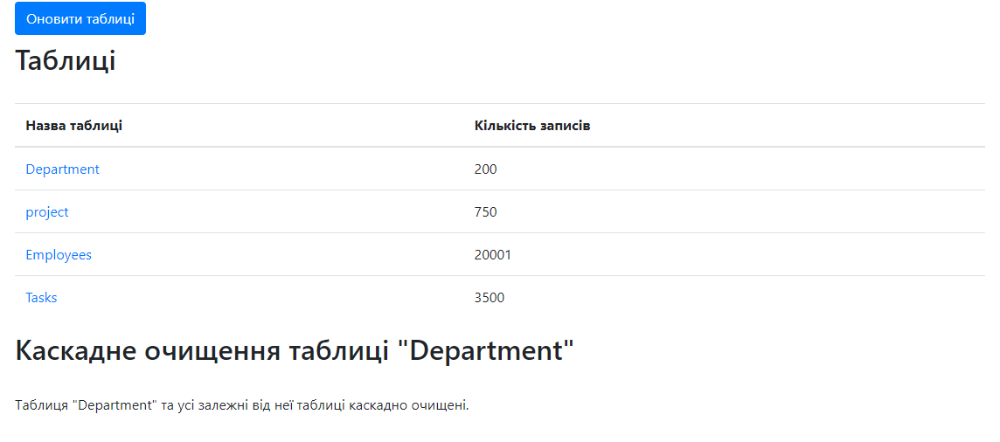 Оновити таблиці
Таблиці
Назва таблиці Кількість записів
Department 200
project 750
Employees 20001
Tasks 3500
Каскадне очищення таблиці "Department"
Таблиця "Department" та усі залежні від неї таблиці каскадно очищені.